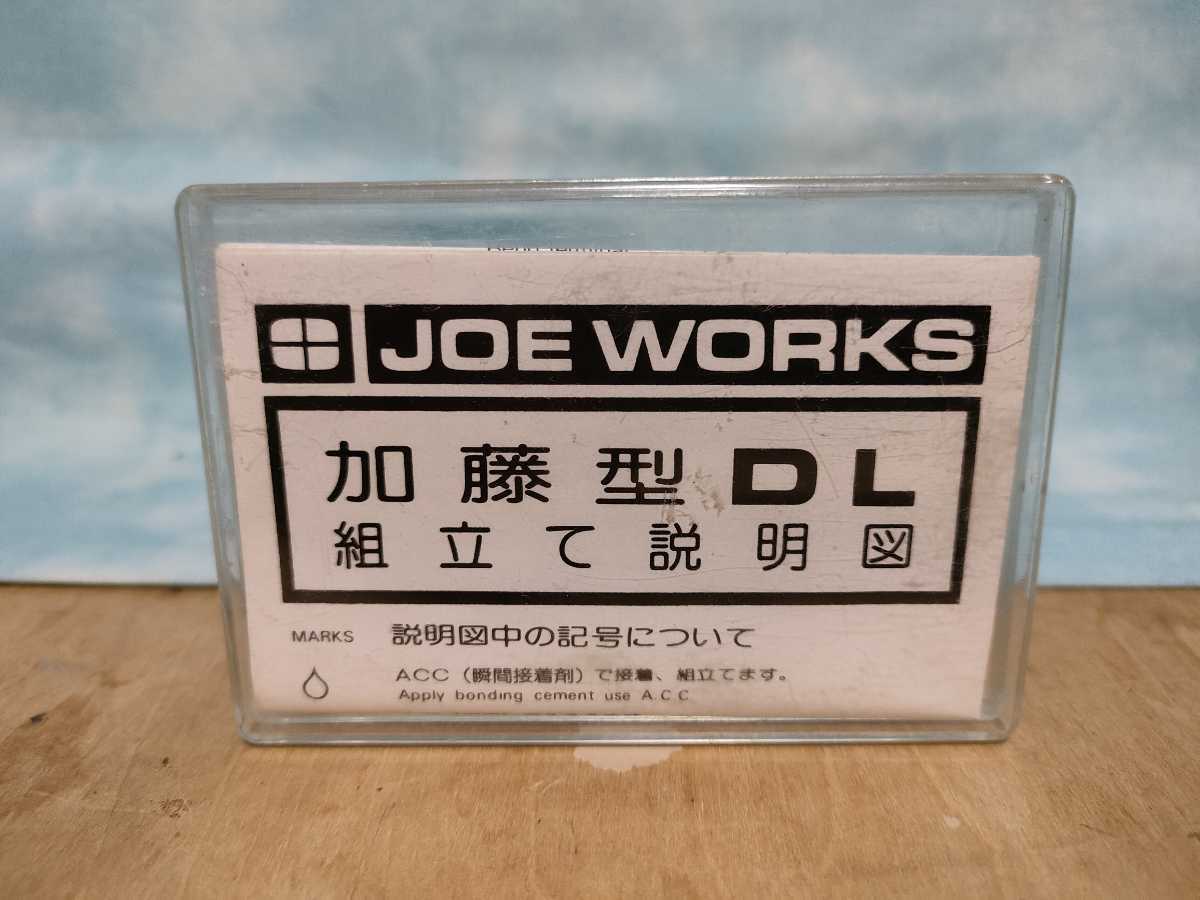 JOE WORKS
加藤型DL
組立て説明図
MARKS 説明図中の記号について
ACC（瞬間接着剤）で接着、組立てます。
Apply bonding cement use A.C.C